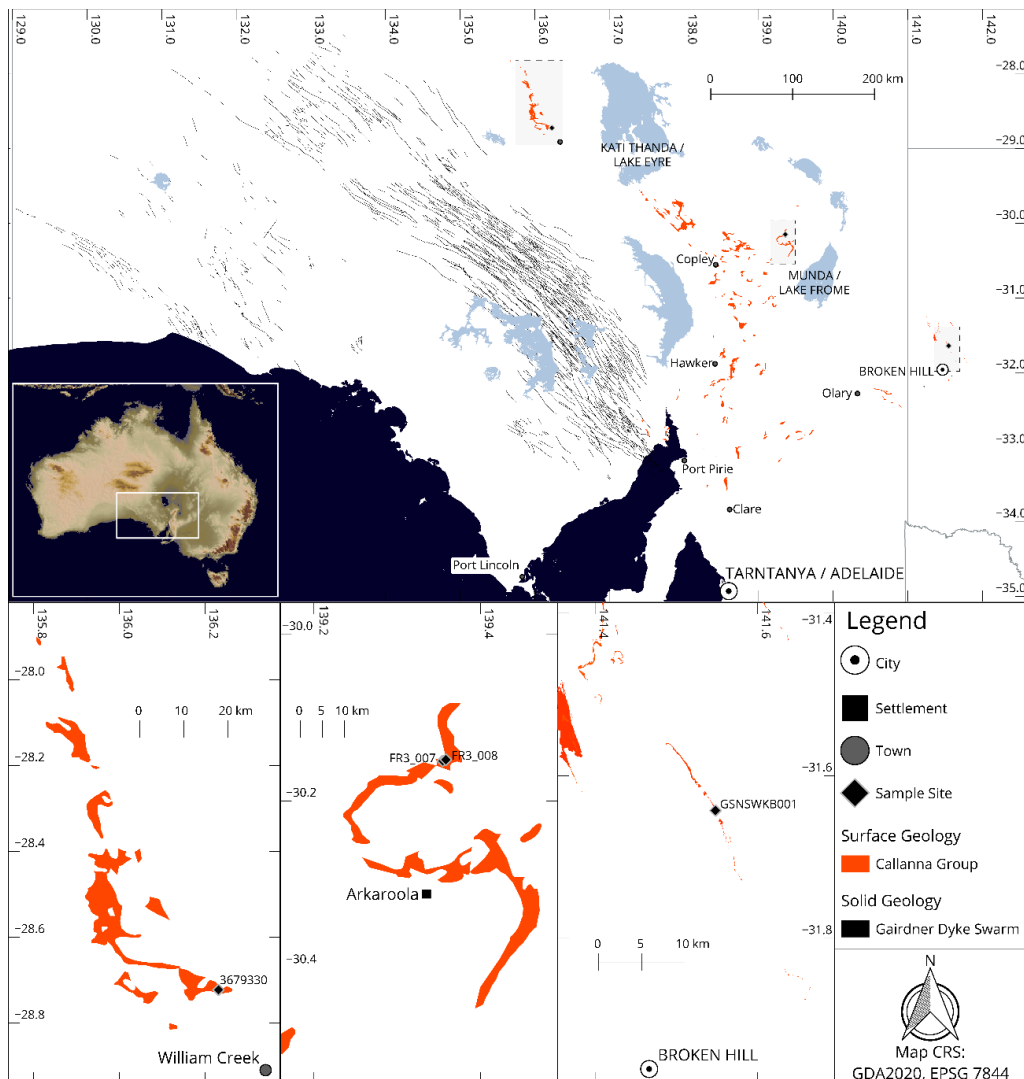 129.0
130.0
131.0
132.0
133.0
134.0
135.0
136.0
137.0
138.0
139.0
140.0
141.0
142.0
−28.0
0 100 200 km
KATI THANDA /
LAKE EYRE
−29.0
−30.0
Copley
MUNDA /
LAKE FROME
−31.0
Hawker
BROKEN HILL
−32.0
Olary
−33.0
Port Pirie
Clare
−34.0
Port Lincoln
TARNTANYA / ADELAIDE
−35.0
135.8
136.0
136.2
−28.0
0 10 20 km
−28.2
−28.4
−28.6
3679330
−28.8
William Creek
139.2
139.4
−30.0
0 5 10 km
FR3_007
FR3_008
−30.2
Arkaroola
−30.4
141.4
141.6
−31.4
−31.6
GSNSWKB001
−31.8
0 5 10 km
BROKEN HILL
Legend
City
Settlement
Town
Sample Site
Surface Geology
Callanna Group
Solid Geology
Gairdner Dyke Swarm
N
Map CRS:
GDA2020, EPSG 7844